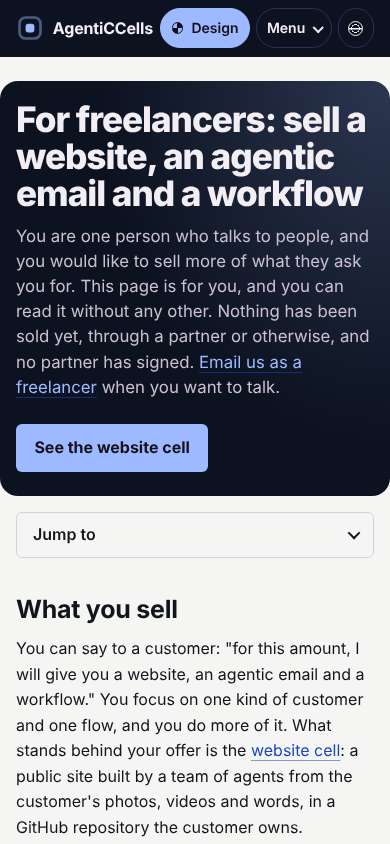 AgentiCCells
Design
Menu
For freelancers: sell a
website, an agentic
email and a workflow
You are one person who talks to people, and
you would like to sell more of what they ask
you for. This page is for you, and you can
read it without any other. Nothing has been
sold yet, through a partner or otherwise, and
no partner has signed. Email us as a
freelancer when you want to talk.
See the website cell
Jump to
What you sell
You can say to a customer: "for this amount, I
will give you a website, an agentic email and a
workflow." You focus on one kind of customer
and one flow, and you do more of it. What
stands behind your offer is the website cell: a
public site built by a team of agents from the
customer's photos, videos and words, in a
GitHub repository the customer owns.